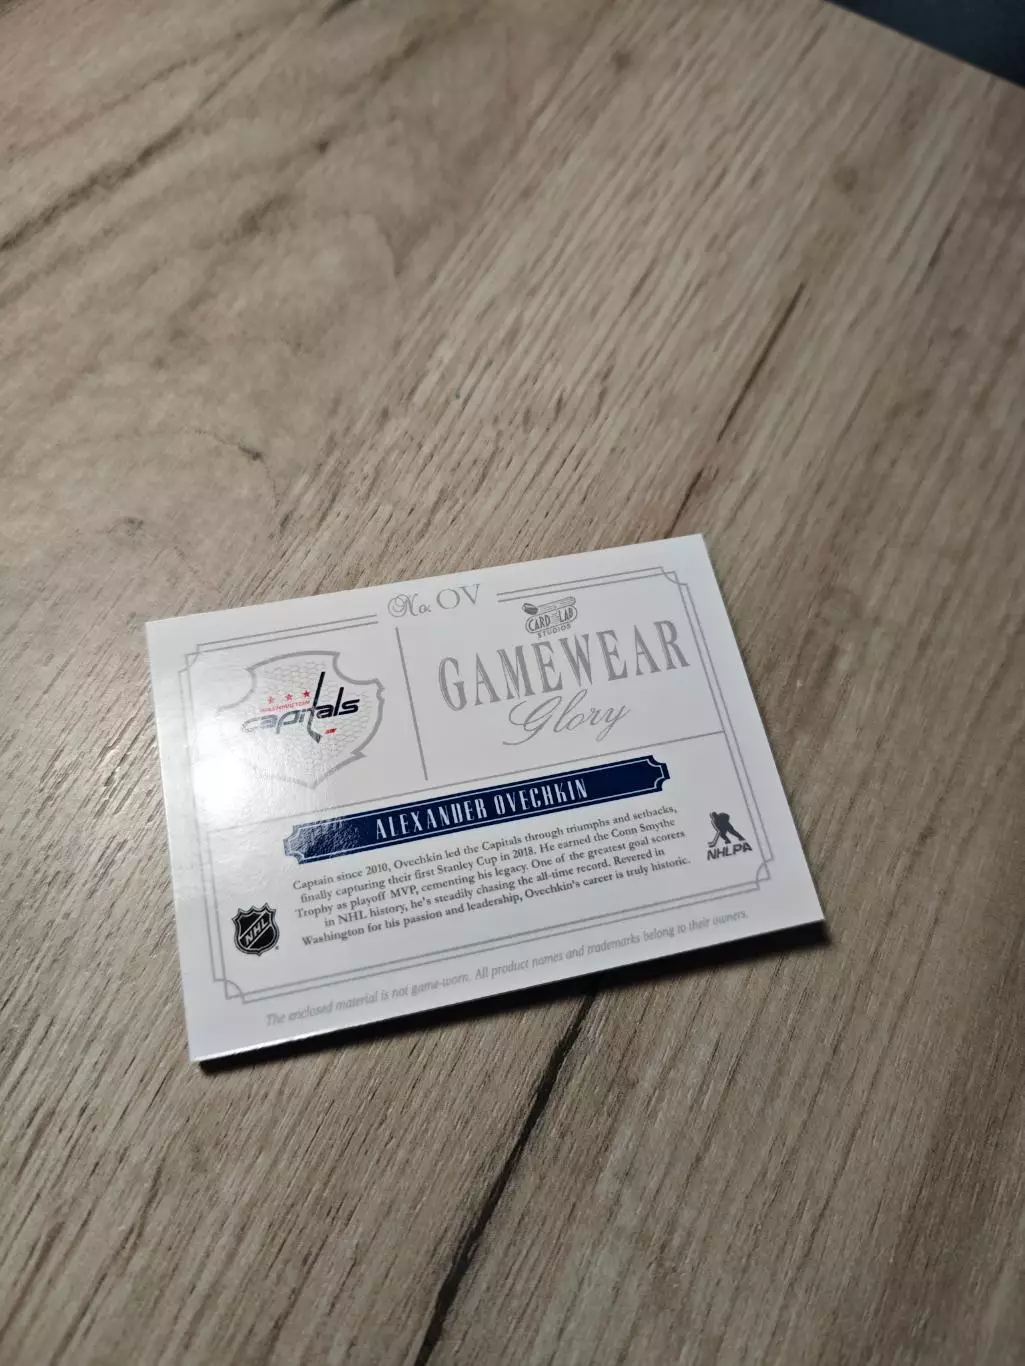 No. OV
CARD LAB
STUDIOS
GAMEWEAR
Glory
WASHINGTON
capitals
ALEXANDER OVECHKIN
Captain since 2010, Ovechkin led the Capitals through triumphs and setbacks,
finally capturing their first Stanley Cup in 2018. He earned the Conn Smythe
Trophy as playoff MVP, cementing his legacy. One of the greatest goal scorers
in NHL history, he's steadily chasing the all-time record. Revered in
Washington for his passion and leadership, Ovechkin's career is truly historic.
NHLPA
NHL
The enclosed material is not game-worn. All product names and trademarks belong to their owners.